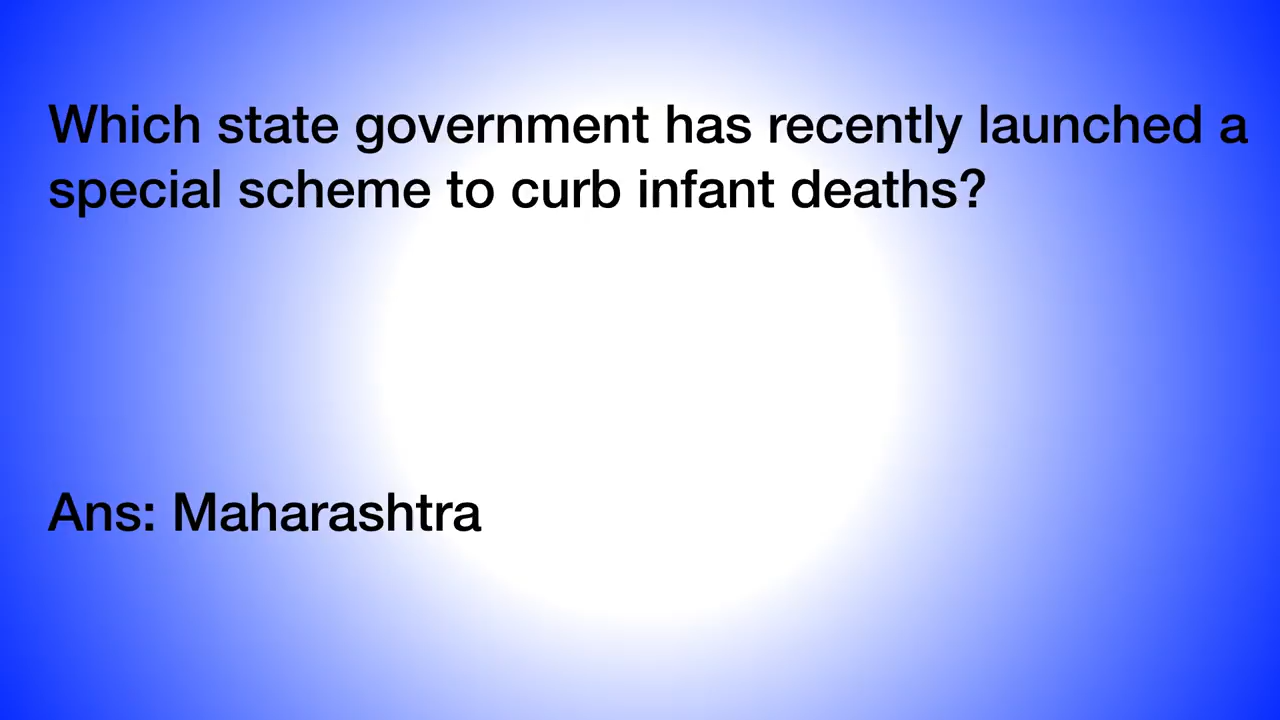 Which state government has recently launched a
special scheme to curb infant deaths?
Ans: Maharashtra